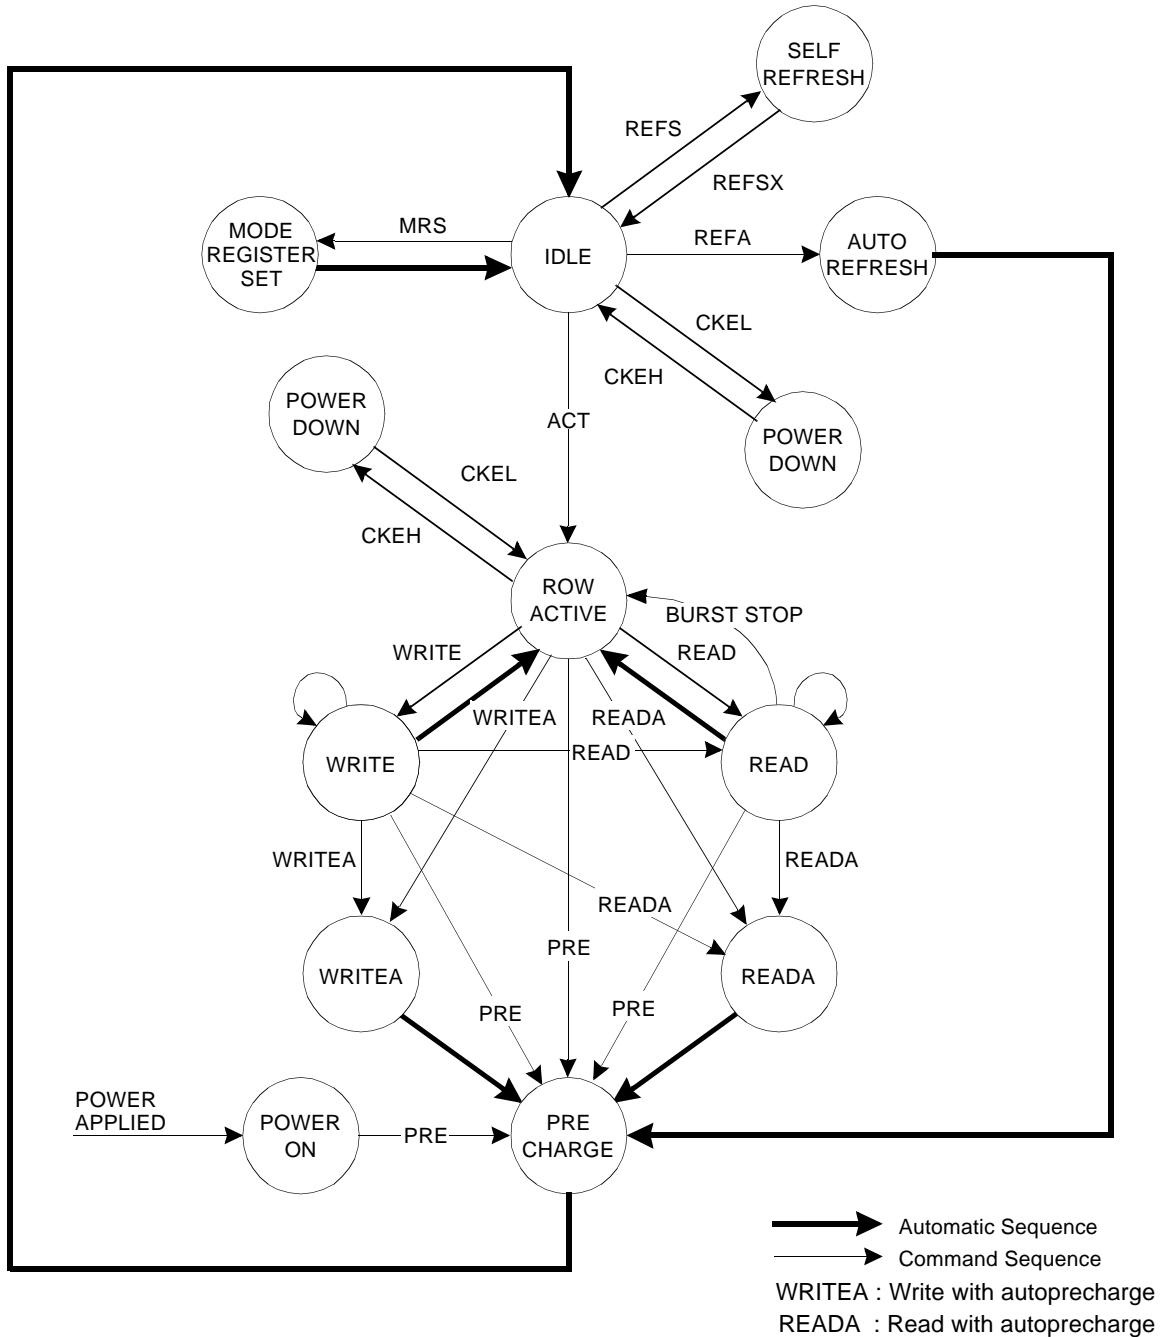 SELF
REFRESH
REFS
REFSX
MODE
REGISTER
SET
MRS
IDLE
REFA
AUTO
REFRESH
CKEL
CKEH
POWER
DOWN
ACT
POWER
DOWN
CKEL
CKEH
ROW
ACTIVE
BURST STOP
WRITE
READ
WRITEA
READA
WRITE
READ
READ
WRITEA
READA
READA
PRE
WRITEA
READA
PRE
PRE
POWER
APPLIED
POWER
ON
PRE
PRE
CHARGE
Automatic Sequence
Command Sequence
WRITEA : Write with autoprecharge
READA : Read with autoprecharge